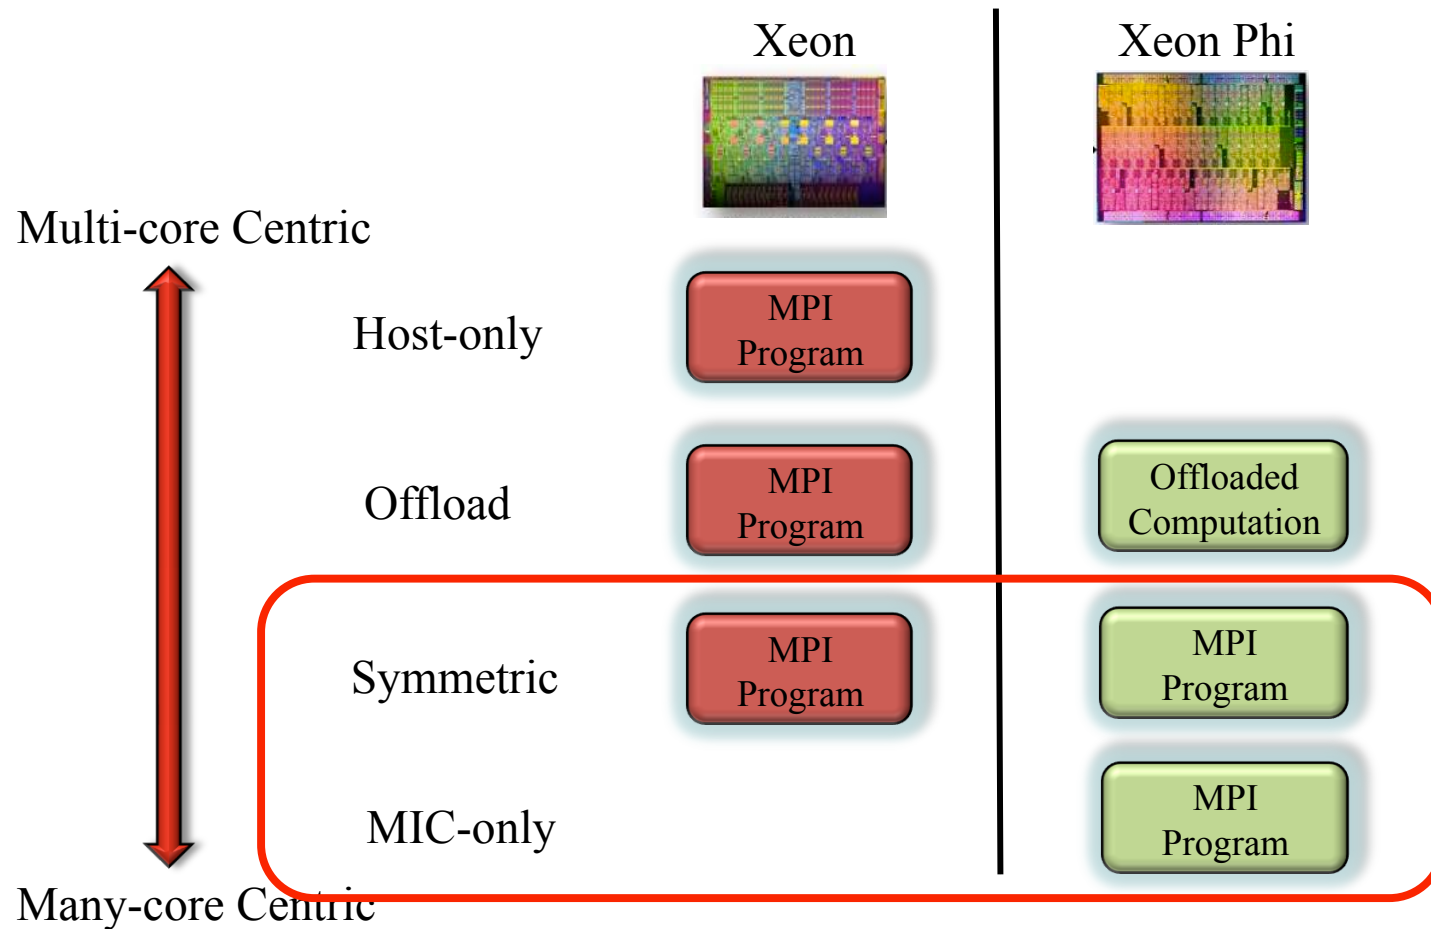 Xeon
Xeon Phi
Multi-core Centric
Host-only
MPI
Program
Offload
MPI
Program
Offloaded
Computation
Symmetric
MPI
Program
MPI
Program
MIC-only
MPI
Program
Many-core Centric